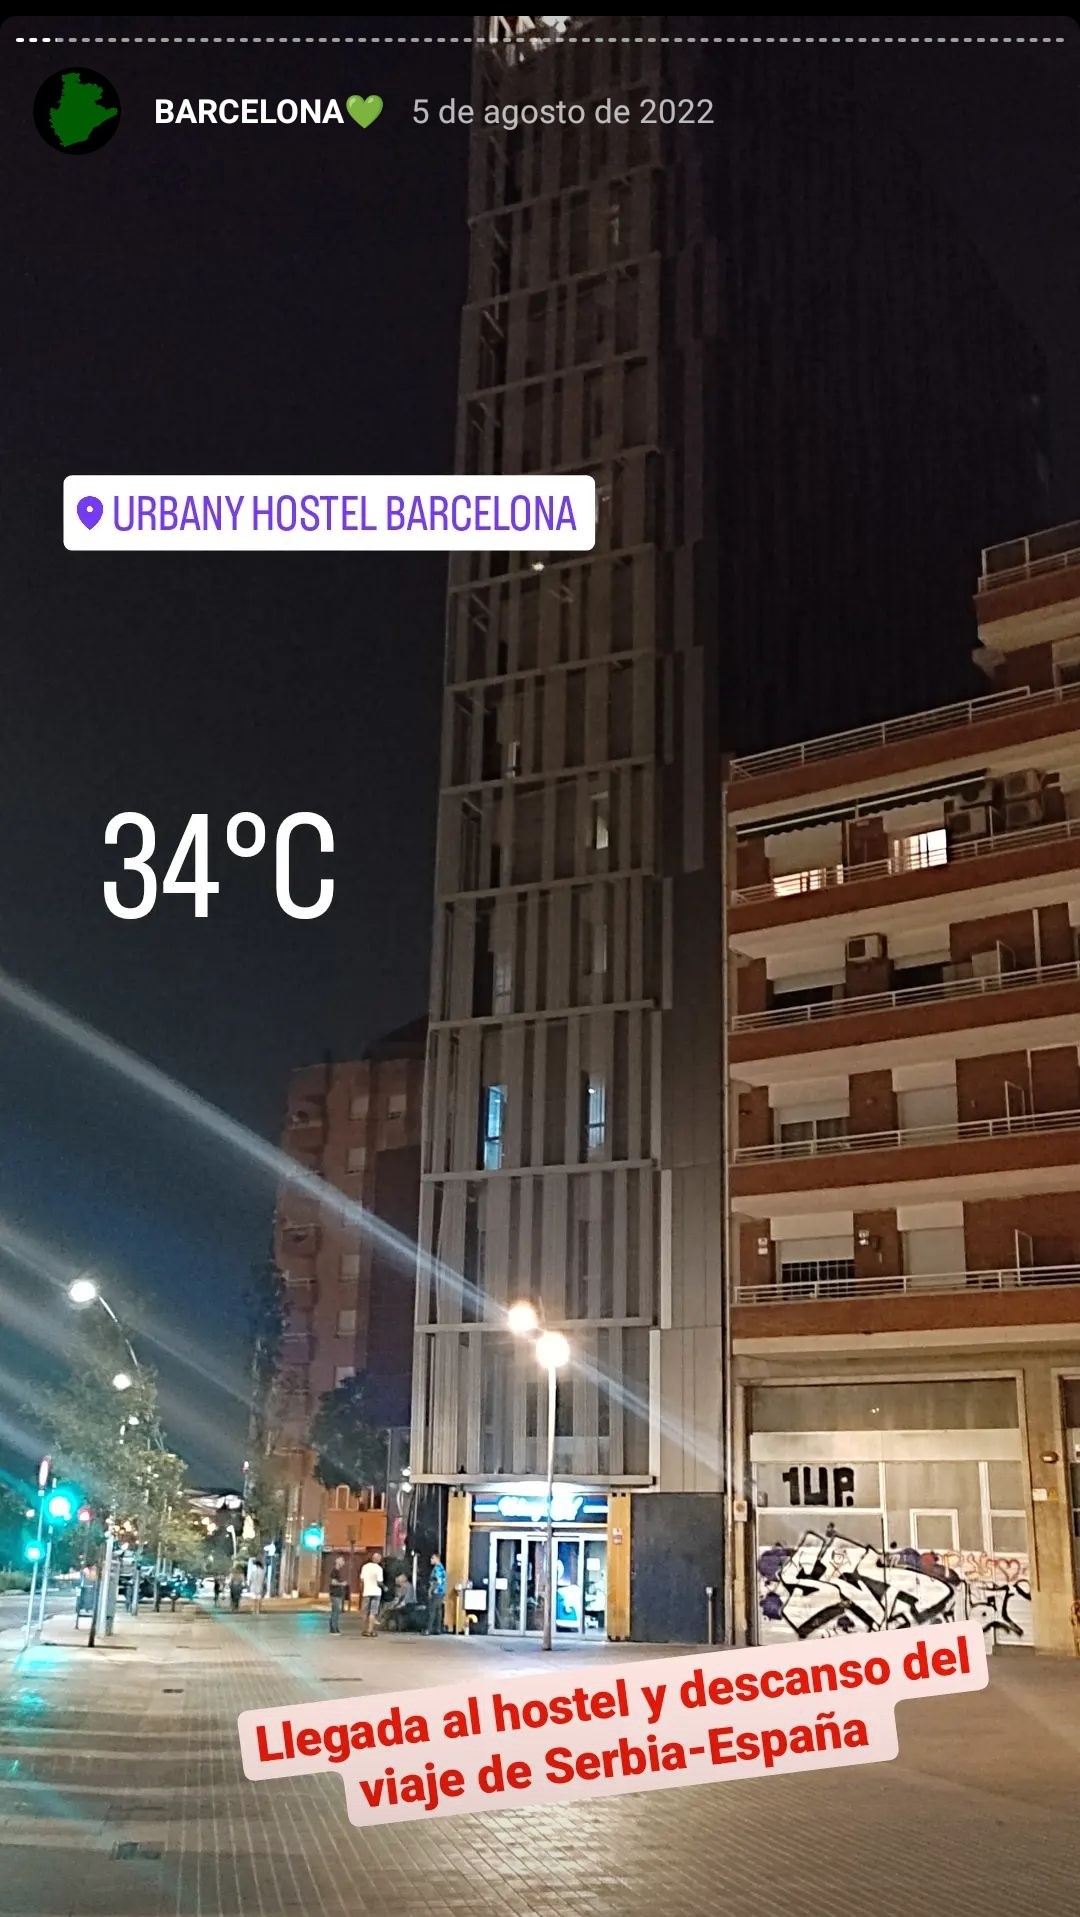 BARCELONA💚 5 de agosto de 2022
URBANY HOSTEL BARCELONA
34°C
1UP.
Llegada al hostel y descanso del
viaje de Serbia-España